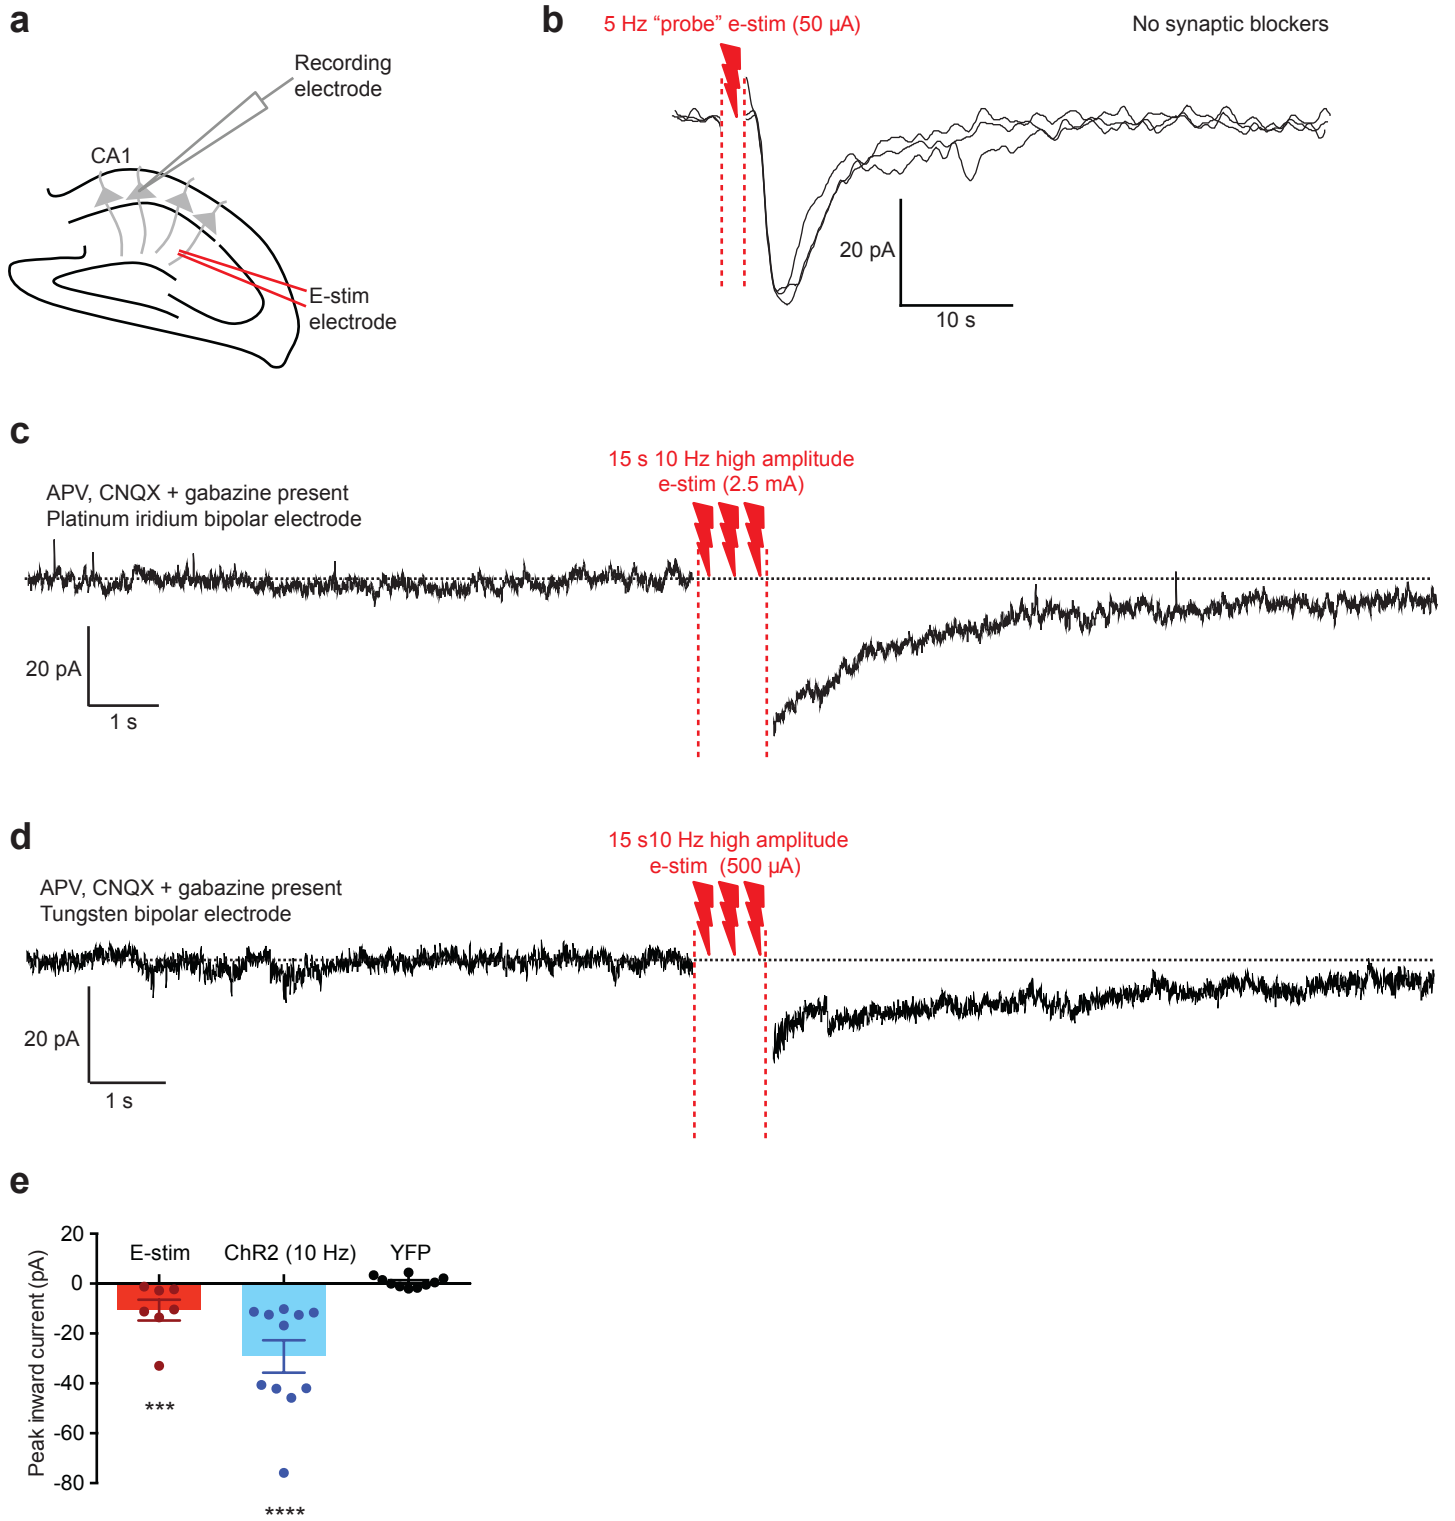 a
Recording
electrode
CA1
E-stim
electrode
b
5 Hz “probe” e-stim (50 µA)
No synaptic blockers
20 pA
10 s
c
15 s 10 Hz high amplitude
e-stim (2.5 mA)
APV, CNQX + gabazine present
Platinum iridium bipolar electrode
20 pA
1 s
d
15 s10 Hz high amplitude
e-stim (500 µA)
APV, CNQX + gabazine present
Tungsten bipolar electrode
20 pA
1 s
e
Peak inward current (pA)
20
0
-20
-40
-60
-80
E-stim
ChR2 (10 Hz)
YFP
***
****